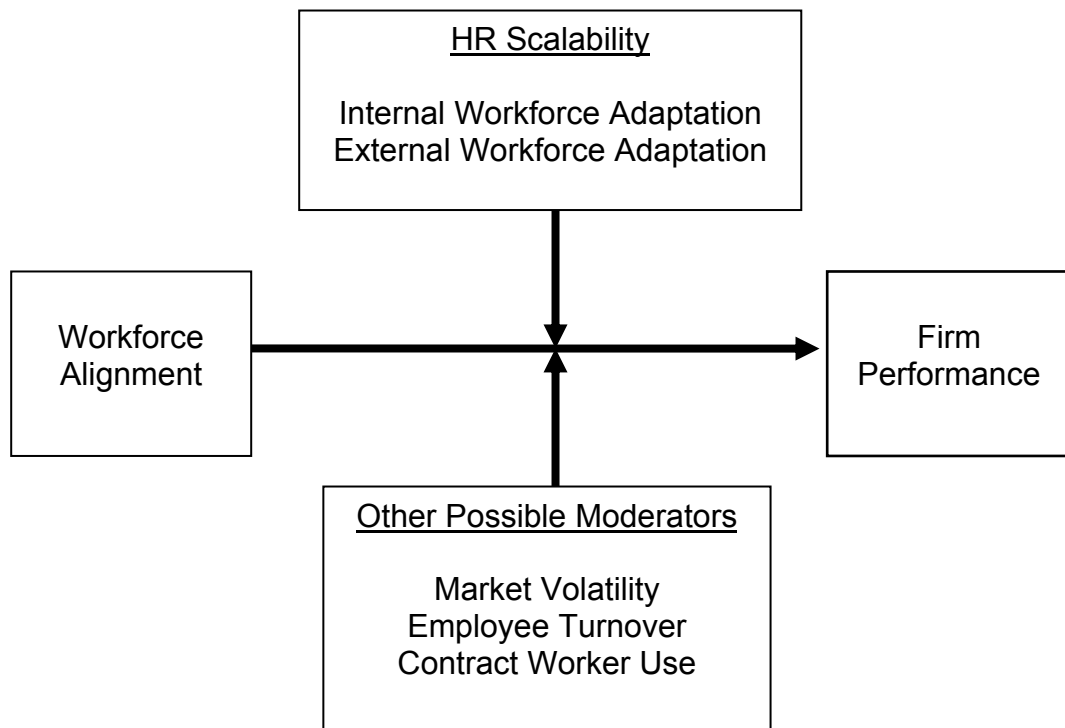 HR Scalability
Internal Workforce Adaptation
External Workforce Adaptation
Workforce
Alignment
Firm
Performance
Other Possible Moderators
Market Volatility
Employee Turnover
Contract Worker Use